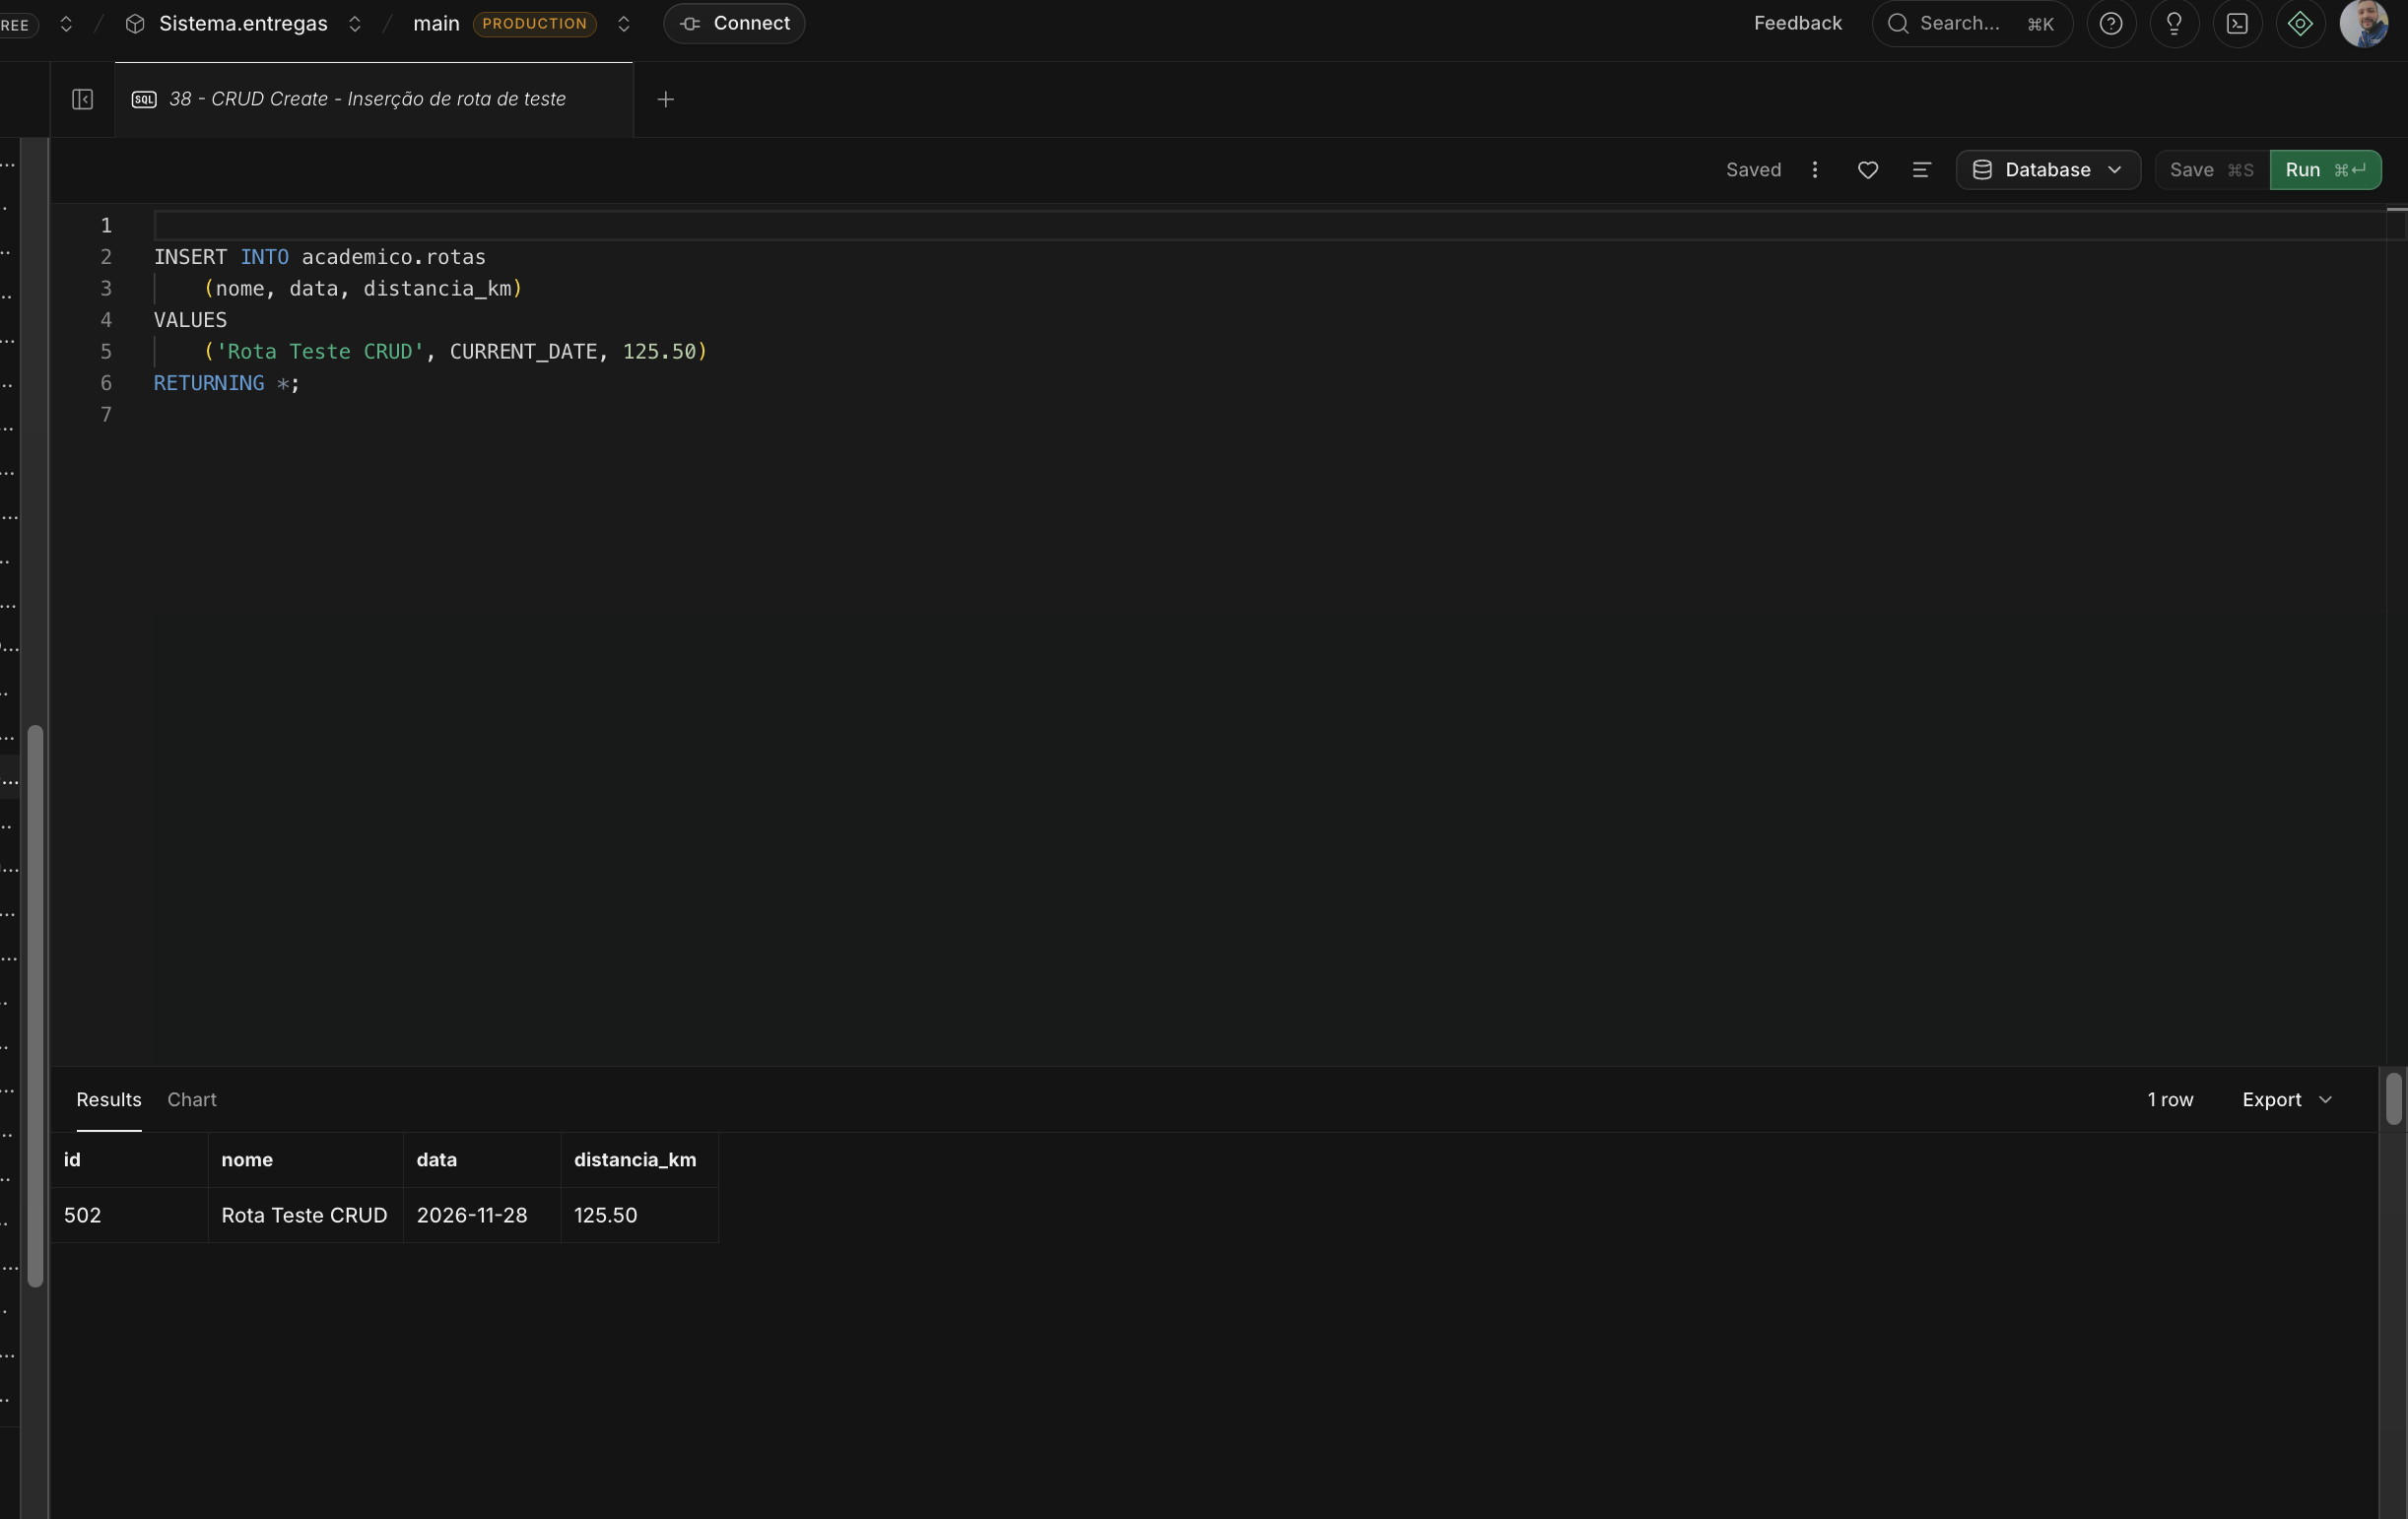 REE
Sistema.entregas
main PRODUCTION
Connect
Feedback
Search... ⌘K
SQL 38 - CRUD Create - Inserção de rota de teste
Saved
Database
Save ⌘S
Run ⌘↵
1
2 INSERT INTO academico.rotas
3 (nome, data, distancia_km)
4 VALUES
5 ('Rota Teste CRUD', CURRENT_DATE, 125.50)
6 RETURNING *;
7
Results Chart
1 row
Export
id nome data distancia_km
502 Rota Teste CRUD 2026-11-28 125.50